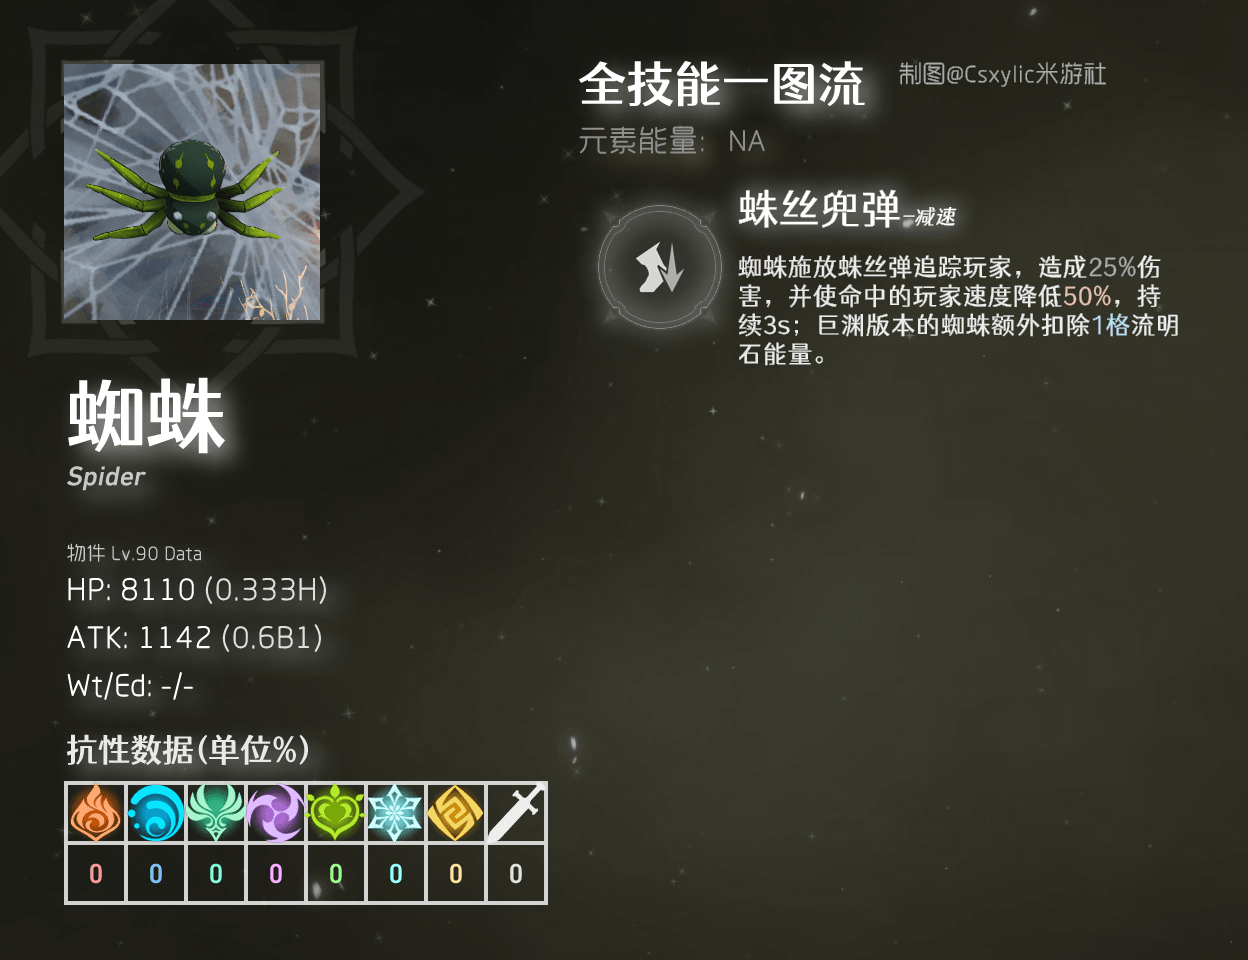 全技能一图流 制图@Csxylic米游社
元素能量: NA
蛛丝兜弹-减速
蜘蛛施放蛛丝弹追踪玩家，造成25%伤
害，并使命中的玩家速度降低50%，持
续3s；巨渊版本的蜘蛛额外扣除1格流明
石能量。
蜘蛛
Spider
物件 Lv.90 Data
HP: 8110 (0.333H)
ATK: 1142 (0.6B1)
Wt/Ed: -/-
抗性数据(单位%)
0 0 0 0 0 0 0 0